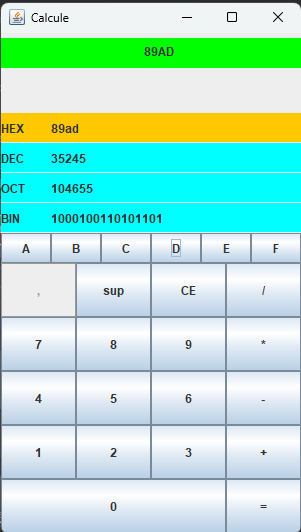 Calcule
89AD
HEX 89ad
DEC 35245
OCT 104655
BIN 1000100110101101
A B C D E F
, sup CE /
7 8 9 *
4 5 6 -
1 2 3 +
0 =